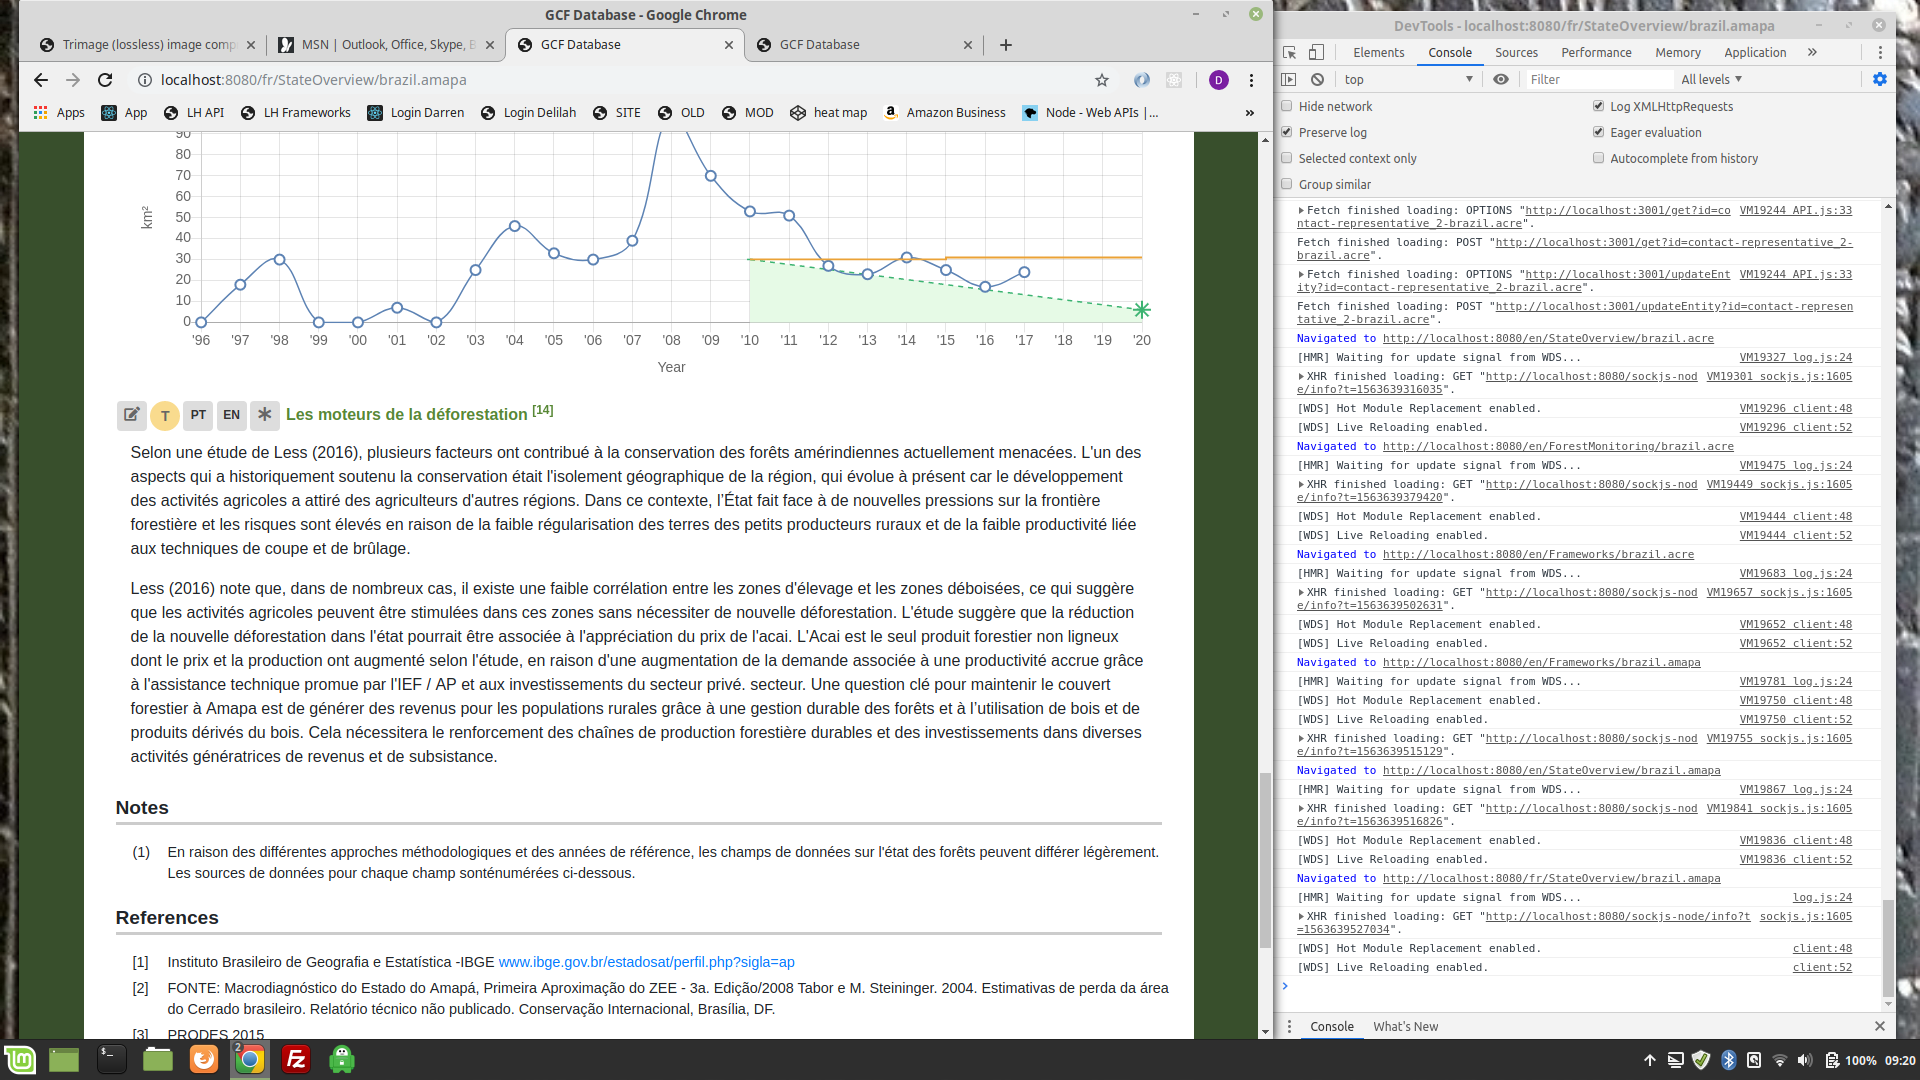 GCF Database - Google Chrome
Trimage (lossless) image comp
MSN | Outlook, Office, Skype, B
GCF Database
GCF Database
localhost:8080/fr/StateOverview/brazil.amapa
D
Apps
App
LH API
LH Frameworks
Login Darren
Login Delilah
SITE
OLD
MOD
heat map
Amazon Business
Node - Web APIs |...
»
90
80
70
60
50
40
30
20
10
0
km²
'96 '97 '98 '99 '00 '01 '02 '03 '04 '05 '06 '07 '08 '09 '10 '11 '12 '13 '14 '15 '16 '17 '18 '19 '20
Year
T PT EN Les moteurs de la déforestation [14]
Selon une étude de Less (2016), plusieurs facteurs ont contribué à la conservation des forêts amérindiennes actuellement menacées. L'un des
aspects qui a historiquement soutenu la conservation était l'isolement géographique de la région, qui évolue à présent car le développement
des activités agricoles a attiré des agriculteurs d'autres régions. Dans ce contexte, l'État fait face à de nouvelles pressions sur la frontière
forestière et les risques sont élevés en raison de la faible régularisation des terres des petits producteurs ruraux et de la faible productivité liée
aux techniques de coupe et de brûlage.
Less (2016) note que, dans de nombreux cas, il existe une faible corrélation entre les zones d'élevage et les zones déboisées, ce qui suggère
que les activités agricoles peuvent être stimulées dans ces zones sans nécessiter de nouvelle déforestation. L'étude suggère que la réduction
de la nouvelle déforestation dans l'état pourrait être associée à l'appréciation du prix de l'acai. L'Acai est le seul produit forestier non ligneux
dont le prix et la production ont augmenté selon l'étude, en raison d'une augmentation de la demande associée à une productivité accrue grâce
à l'assistance technique promue par l'IEF / AP et aux investissements du secteur privé. secteur. Une question clé pour maintenir le couvert
forestier à Amapa est de générer des revenus pour les populations rurales grâce à une gestion durable des forêts et à l'utilisation de bois et de
produits dérivés du bois. Cela nécessitera le renforcement des chaînes de production forestière durables et des investissements dans diverses
activités génératrices de revenus et de subsistance.
Notes
(1) En raison des différentes approches méthodologiques et des années de référence, les champs de données sur l'état des forêts peuvent différer légèrement.
Les sources de données pour chaque champ sonténumérées ci-dessous.
References
[1] Instituto Brasileiro de Geografia e Estatística -IBGE www.ibge.gov.br/estadosat/perfil.php?sigla=ap
[2] FONTE: Macrodiagnóstico do Estado do Amapá, Primeira Aproximação do ZEE - 3a. Edição/2008 Tabor e M. Steininger. 2004. Estimativas de perda da área
do Cerrado brasileiro. Relatório técnico não publicado. Conservação Internacional, Brasília, DF.
[3] PRODES 2015
DevTools - localhost:8080/fr/StateOverview/brazil.amapa
Elements Console Sources Performance Memory Application »
top Filter All levels
Hide network
Log XMLHttpRequests
Preserve log
Eager evaluation
Selected context only
Autocomplete from history
Group similar
Fetch finished loading: OPTIONS "http://localhost:3001/get?id=co VM19244 API.js:33
ntact-representative_2-brazil.acre".
Fetch finished loading: POST "http://localhost:3001/get?id=contact-representative_2-
brazil.acre".
Fetch finished loading: OPTIONS "http://localhost:3001/updateEnt VM19244 API.js:33
ity?id=contact-representative_2-brazil.acre".
Fetch finished loading: POST "http://localhost:3001/updateEntity?id=contact-represen
tative_2-brazil.acre".
Navigated to http://localhost:8080/en/StateOverview/brazil.acre
[HMR] Waiting for update signal from WDS... VM19327 log.js:24
XHR finished loading: GET "http://localhost:8080/sockjs-nod VM19301 sockjs.js:1605
e/info?t=1563639316035".
[WDS] Hot Module Replacement enabled. VM19296 client:48
[WDS] Live Reloading enabled. VM19296 client:52
Navigated to http://localhost:8080/en/ForestMonitoring/brazil.acre
[HMR] Waiting for update signal from WDS... VM19475 log.js:24
XHR finished loading: GET "http://localhost:8080/sockjs-nod VM19449 sockjs.js:1605
e/info?t=1563639379420".
[WDS] Hot Module Replacement enabled. VM19444 client:48
[WDS] Live Reloading enabled. VM19444 client:52
Navigated to http://localhost:8080/en/Frameworks/brazil.acre
[HMR] Waiting for update signal from WDS... VM19683 log.js:24
XHR finished loading: GET "http://localhost:8080/sockjs-nod VM19657 sockjs.js:1605
e/info?t=1563639502631".
[WDS] Hot Module Replacement enabled. VM19652 client:48
[WDS] Live Reloading enabled. VM19652 client:52
Navigated to http://localhost:8080/en/Frameworks/brazil.amapa
[HMR] Waiting for update signal from WDS... VM19781 log.js:24
[WDS] Hot Module Replacement enabled. VM19750 client:48
[WDS] Live Reloading enabled. VM19750 client:52
XHR finished loading: GET "http://localhost:8080/sockjs-nod VM19755 sockjs.js:1605
e/info?t=1563639515129".
Navigated to http://localhost:8080/en/StateOverview/brazil.amapa
[HMR] Waiting for update signal from WDS... VM19867 log.js:24
XHR finished loading: GET "http://localhost:8080/sockjs-nod VM19841 sockjs.js:1605
e/info?t=1563639516826".
[WDS] Hot Module Replacement enabled. VM19836 client:48
[WDS] Live Reloading enabled. VM19836 client:52
Navigated to http://localhost:8080/fr/StateOverview/brazil.amapa
[HMR] Waiting for update signal from WDS... log.js:24
XHR finished loading: GET "http://localhost:8080/sockjs-node/info?t sockjs.js:1605
=1563639527034".
[WDS] Hot Module Replacement enabled. client:48
[WDS] Live Reloading enabled. client:52
Console What's New
2
100% 09:20